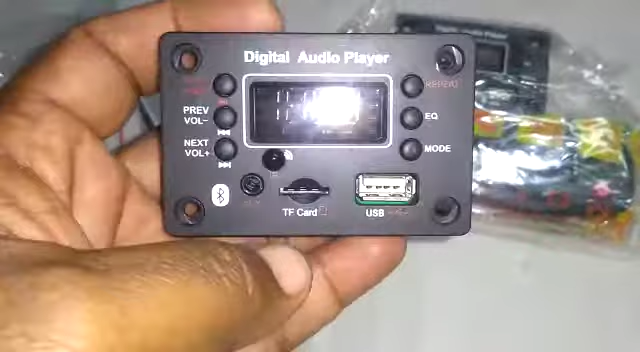 Digital Audio Player
REPEAT
PREV
VOL−
EQ
NEXT
VOL+
MODE
TF Card
USB